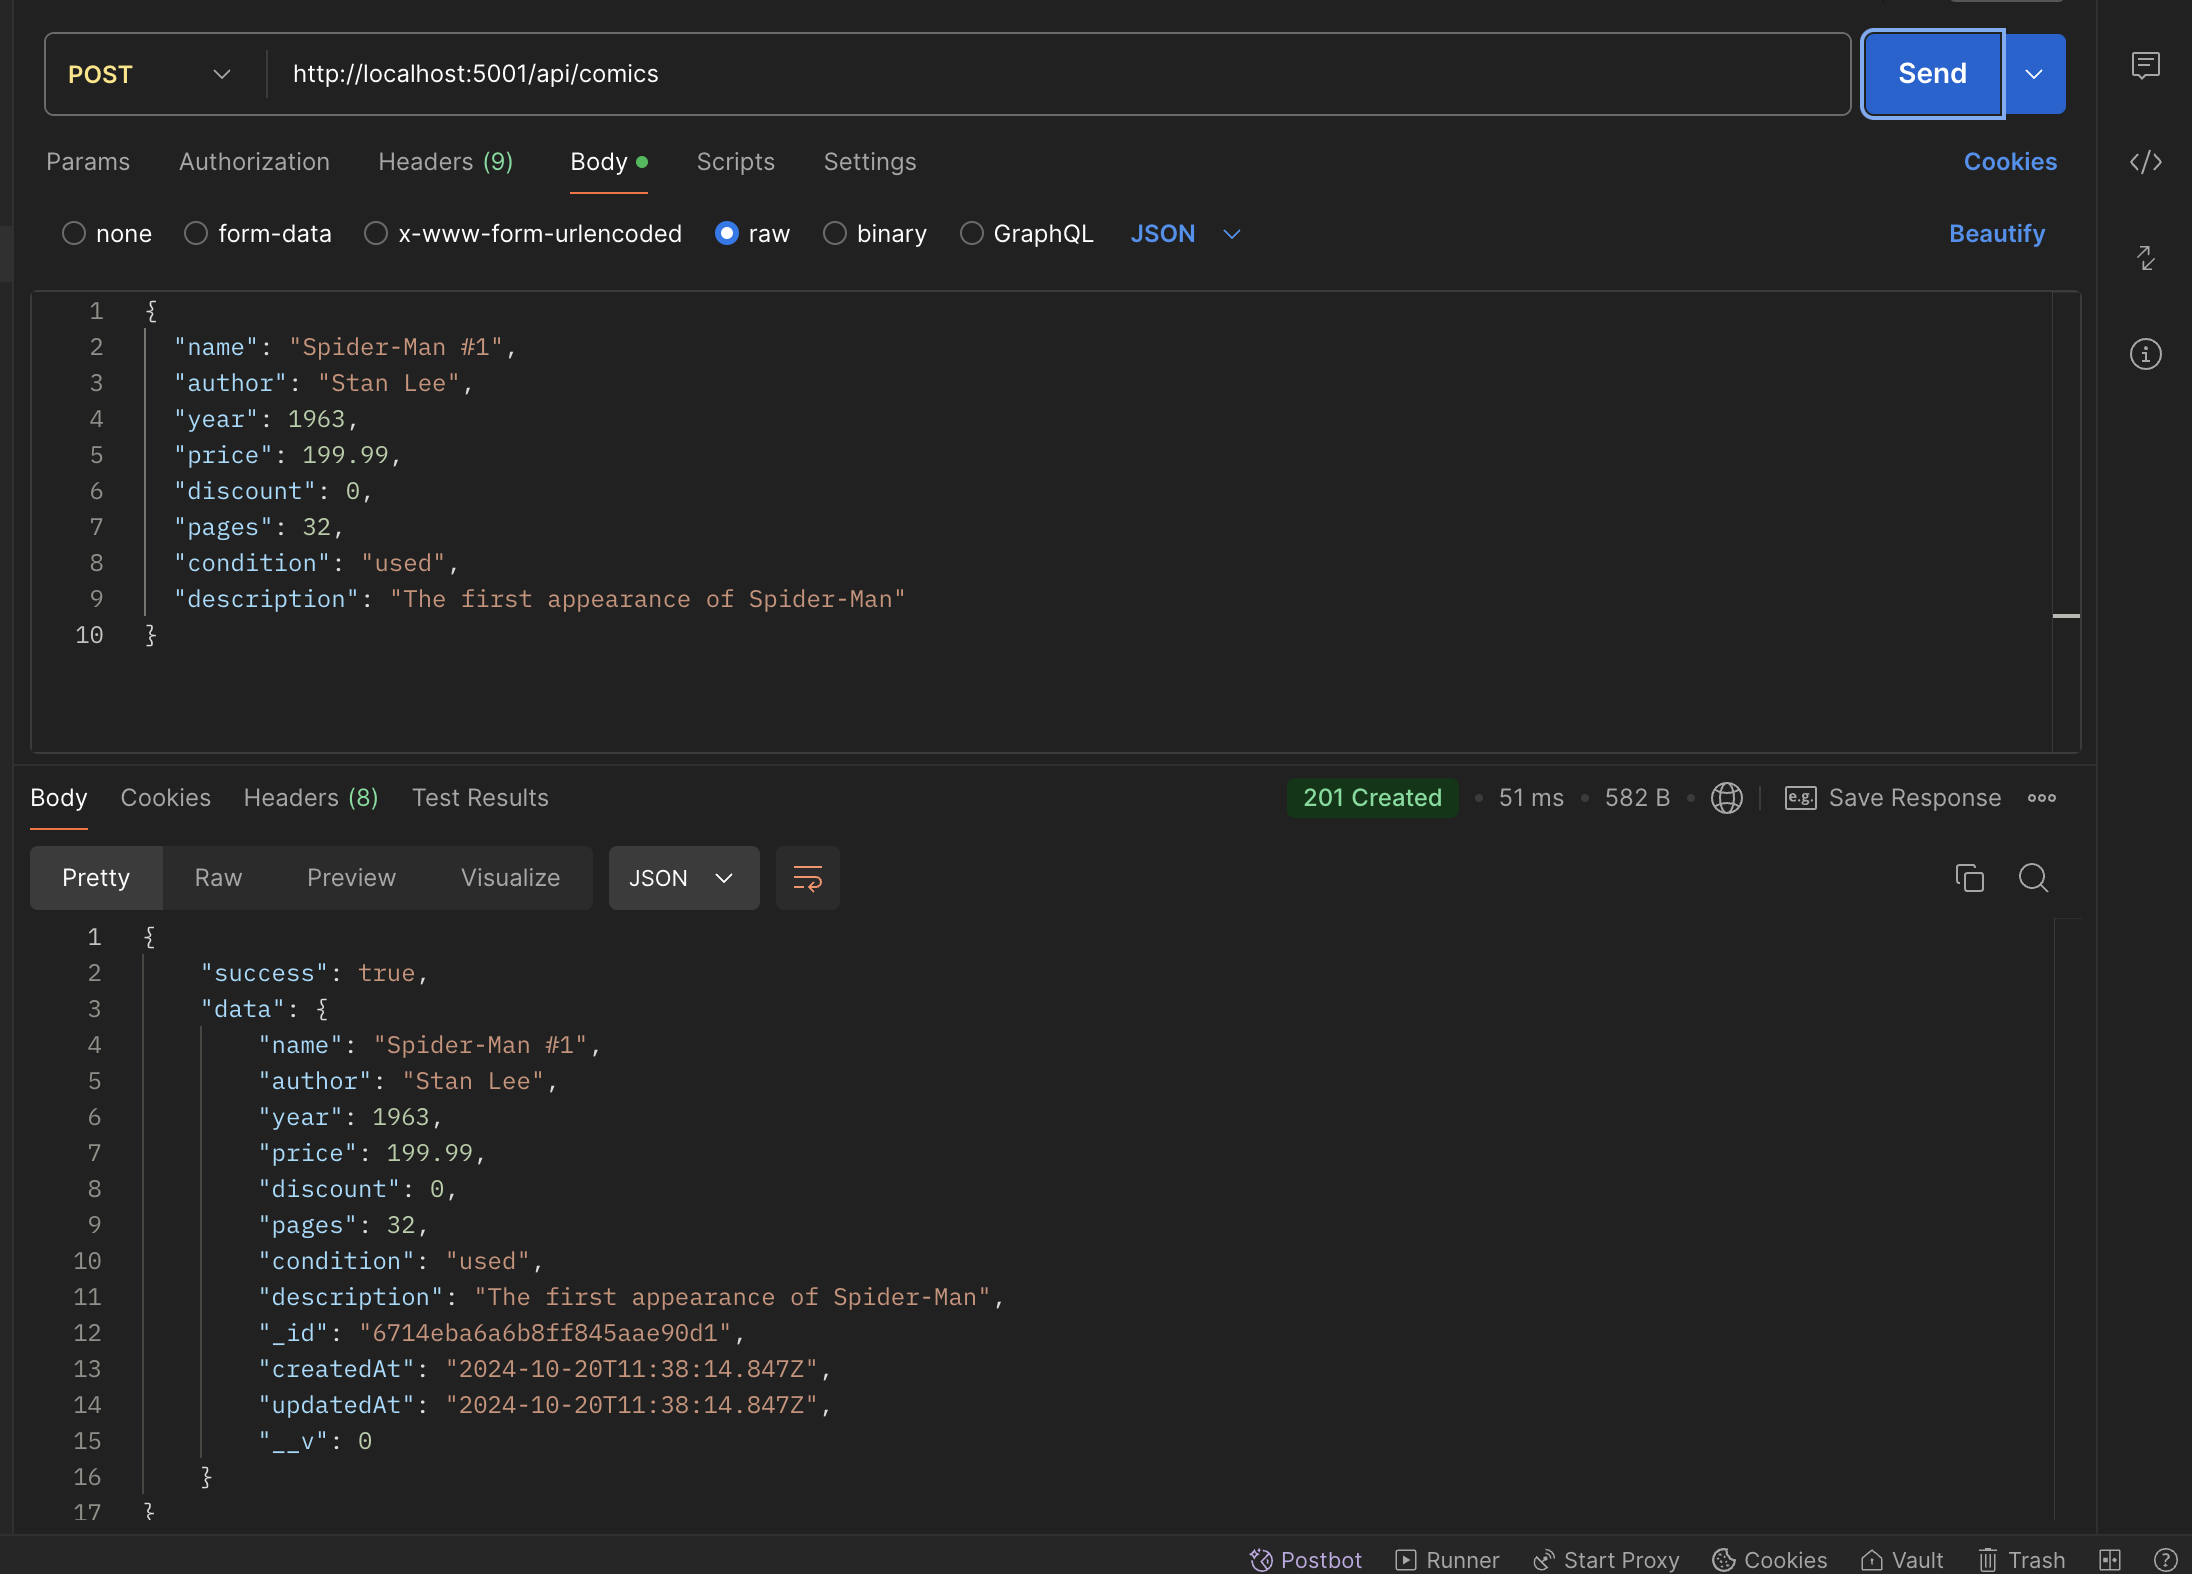 POST http://localhost:5001/api/comics Send
Params Authorization Headers (9) Body Scripts Settings Cookies
none form-data x-www-form-urlencoded raw binary GraphQL JSON Beautify
1 {
2 "name": "Spider-Man #1",
3 "author": "Stan Lee",
4 "year": 1963,
5 "price": 199.99,
6 "discount": 0,
7 "pages": 32,
8 "condition": "used",
9 "description": "The first appearance of Spider-Man"
10 }
Body Cookies Headers (8) Test Results 201 Created • 51 ms • 582 B • e.g. Save Response
Pretty Raw Preview Visualize JSON
1 {
2 "success": true,
3 "data": {
4 "name": "Spider-Man #1",
5 "author": "Stan Lee",
6 "year": 1963,
7 "price": 199.99,
8 "discount": 0,
9 "pages": 32,
10 "condition": "used",
11 "description": "The first appearance of Spider-Man",
12 "_id": "6714eba6a6b8ff845aae90d1",
13 "createdAt": "2024-10-20T11:38:14.847Z",
14 "updatedAt": "2024-10-20T11:38:14.847Z",
15 "__v": 0
16 }
17 }
Postbot Runner Start Proxy Cookies Vault Trash